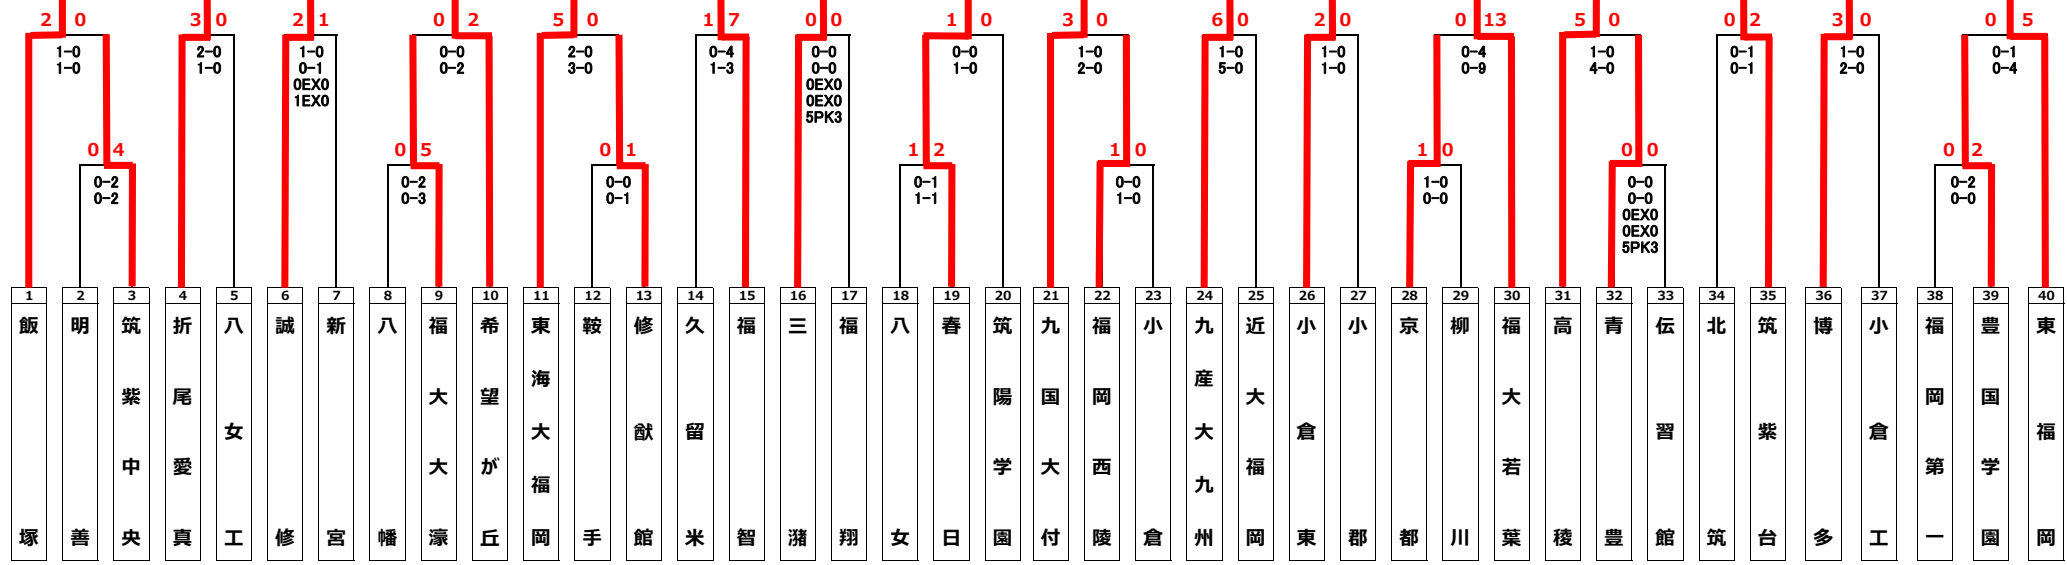 2 0 3 0 2 1 0 2 5 0 1 7 0 0 1 0 3 0 6 0 2 0 0 13 5 0 0 2 3 0 0 5
1-0 2-0 1-0 0-0 2-0 0-4 0-0 0-0 1-0 1-0 1-0 0-4 1-0 0-1 1-0 0-1
1-0 1-0 0-1 0-2 3-0 1-3 0-0 1-0 2-0 5-0 1-0 0-9 4-0 0-1 2-0 0-4
0EX0 0EX0
1EX0 0EX0
5PK3
0 4 0 5 0 1 1 2 1 0 1 0 0 0 0 2
0-2 0-2 0-0 0-1 0-0 1-0 0-0 0-2
0-2 0-3 0-1 1-1 1-0 0-0 0-0 0-0
0EX0
0EX0
5PK3
1 2 3 4 5 6 7 8 9 10 11 12 13 14 15 16 17 18 19 20 21 22 23 24 25 26 27 28 29 30 31 32 33 34 35 36 37 38 39 40
飯塚
明善
筑紫中央
折尾愛真
八女工
誠修
新宮
八幡
福大大濠
希望が丘
東海大福岡
鞍手
修猷館
久留米
福智
三潴
福翔
八女
春日
筑陽学園
九国大付
福岡西陵
小倉
九産大九州
近大福岡
小倉東
小郡
京都
柳川
福大若葉
高稜
青豊
伝習館
北筑
筑紫台
博多
小倉工
福岡第一
豊国学園
東福岡